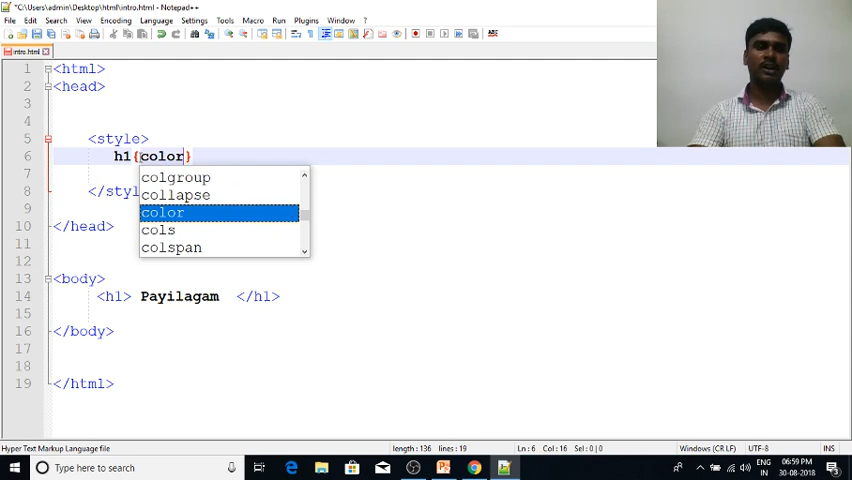 *C:\Users\admin\Desktop\html\intro.html - Notepad++
File Edit Search View Encoding Language Settings Tools Macro Run Plugins Window ?
intro.html
1 <html>
2 <head>
3
4
5 <style>
6 h1{color}
7
8 </styl
9
10 </head>
11
12
13 <body>
14 <h1> Payilagam </h1>
15
16 </body>
17
18
19 </html>
colgroup
collapse
color
cols
colspan
Hyper Text Markup Language file
length : 136 lines : 19
Ln : 6 Col : 16 Sel : 0 | 0
Windows (CR LF)
UTF-8
INS
Type here to search
ENG
IN
06:59 PM
30-08-2018